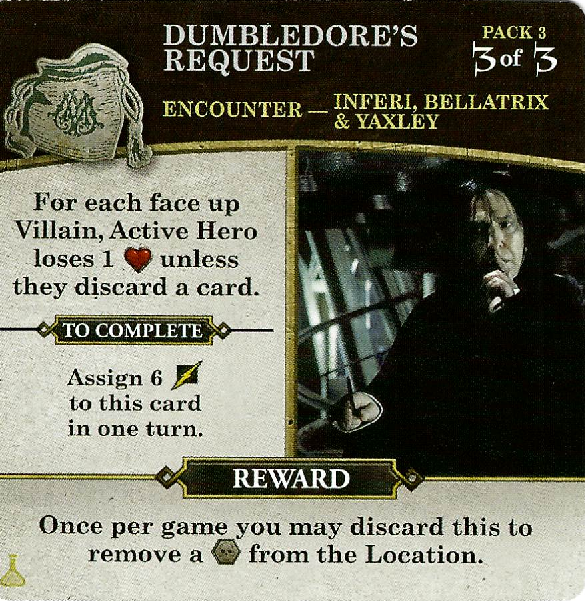 DUMBLEDORE'S
REQUEST
PACK 3
3 of 3
ENCOUNTER — INFERI, BELLATRIX
& YAXLEY
For each face up
Villain, Active Hero
loses 1 unless
they discard a card.
TO COMPLETE
Assign 6
to this card
in one turn.
REWARD
Once per game you may discard this to
remove a from the Location.